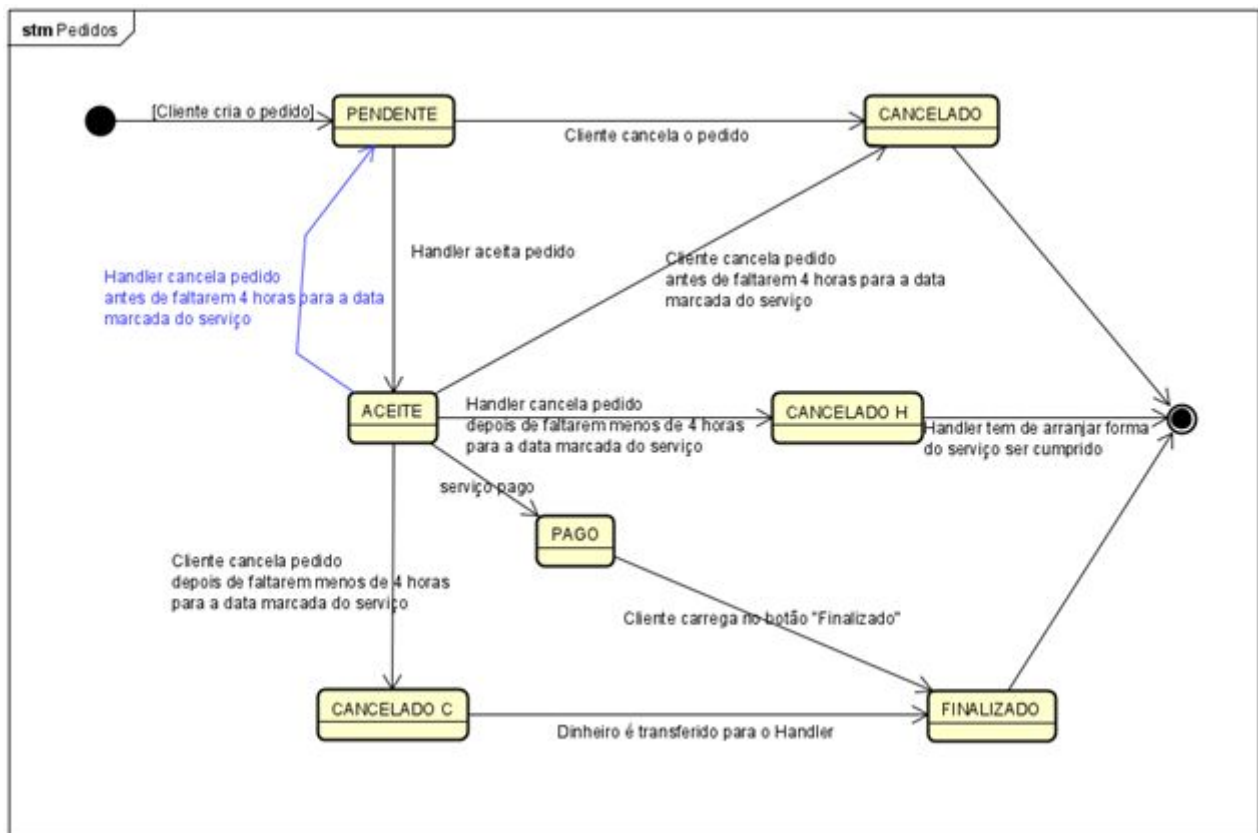 stm Pedidos
[Cliente cria o pedido]
PENDENTE
Cliente cancela o pedido
CANCELADO
Handler aceita pedido
Handler cancela pedido
antes de faltarem 4 horas para a data
marcada do serviço
Cliente cancela pedido
antes de faltarem 4 horas para a data
marcada do serviço
ACEITE
Handler cancela pedido
depois de faltarem menos de 4 horas
para a data marcada do serviço
CANCELADO H
Handler tem de arranjar forma
do serviço ser cumprido
serviço pago
PAGO
Cliente cancela pedido
depois de faltarem menos de 4 horas
para a data marcada do serviço
Cliente carrega no botão "Finalizado"
CANCELADO C
Dinheiro é transferido para o Handler
FINALIZADO